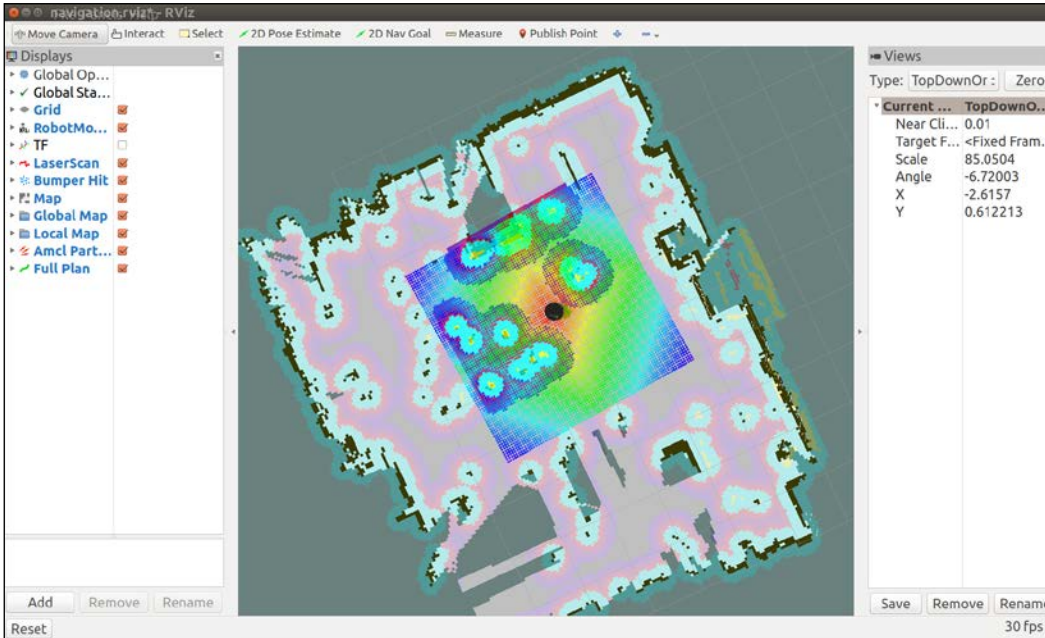 navigation.rviz* - RViz
Move Camera Interact Select 2D Pose Estimate 2D Nav Goal Measure Publish Point
Displays
Global Op...
Global Sta...
Grid
RobotMo...
TF
LaserScan
Bumper Hit
Map
Global Map
Local Map
Amcl Part...
Full Plan
Add Remove Rename
Reset
Views
Type: TopDownOr Zero
Current ... TopDownO...
Near Cli... 0.01
Target F... <Fixed Fram...
Scale 85.0504
Angle -6.72003
X -2.6157
Y 0.612213
Save Remove Rename
30 fps